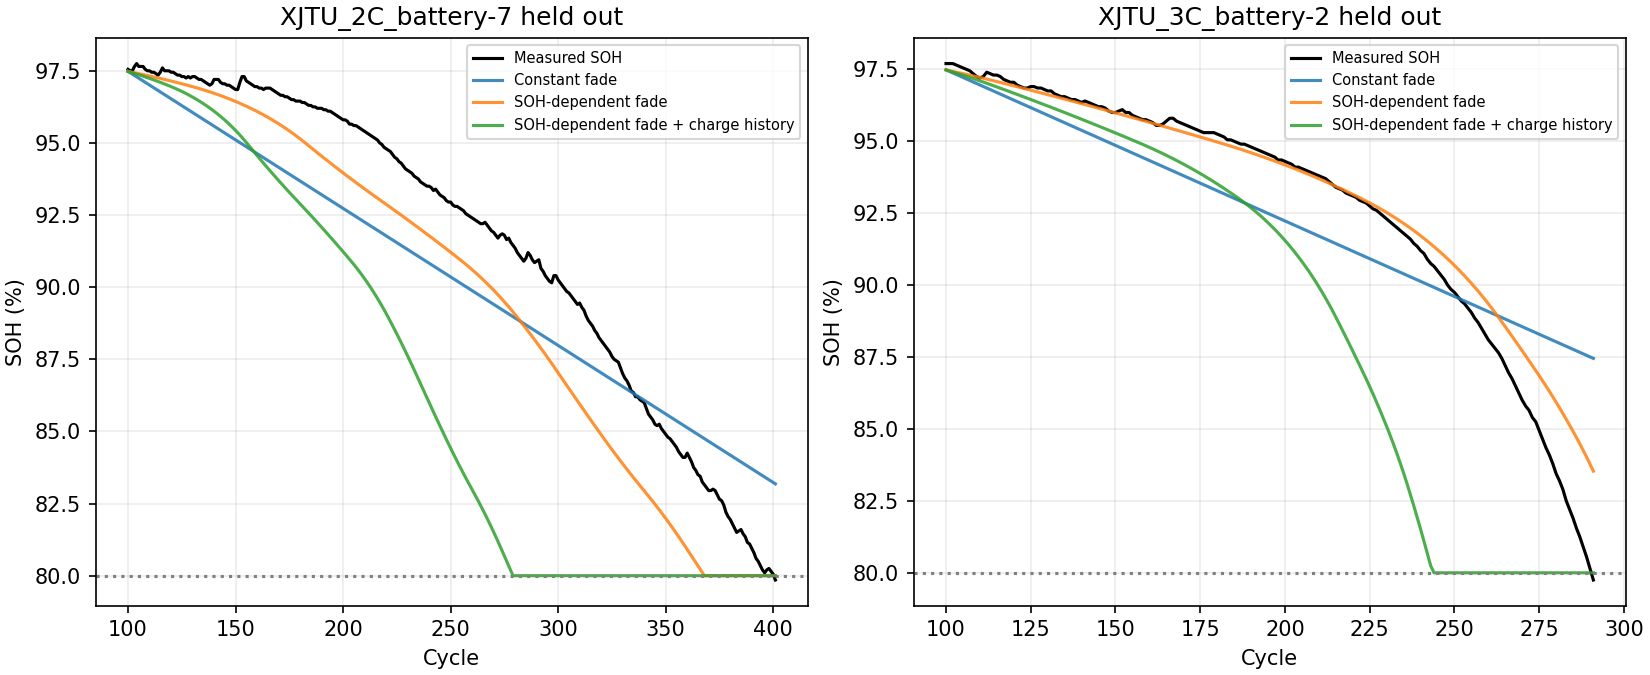 XJTU_2C_battery-7 held out
Measured SOH
Constant fade
SOH-dependent fade
SOH-dependent fade + charge history
SOH (%)
97.5
95.0
92.5
90.0
87.5
85.0
82.5
80.0
100 150 200 250 300 350 400
Cycle
XJTU_3C_battery-2 held out
Measured SOH
Constant fade
SOH-dependent fade
SOH-dependent fade + charge history
SOH (%)
97.5
95.0
92.5
90.0
87.5
85.0
82.5
80.0
100 125 150 175 200 225 250 275 300
Cycle